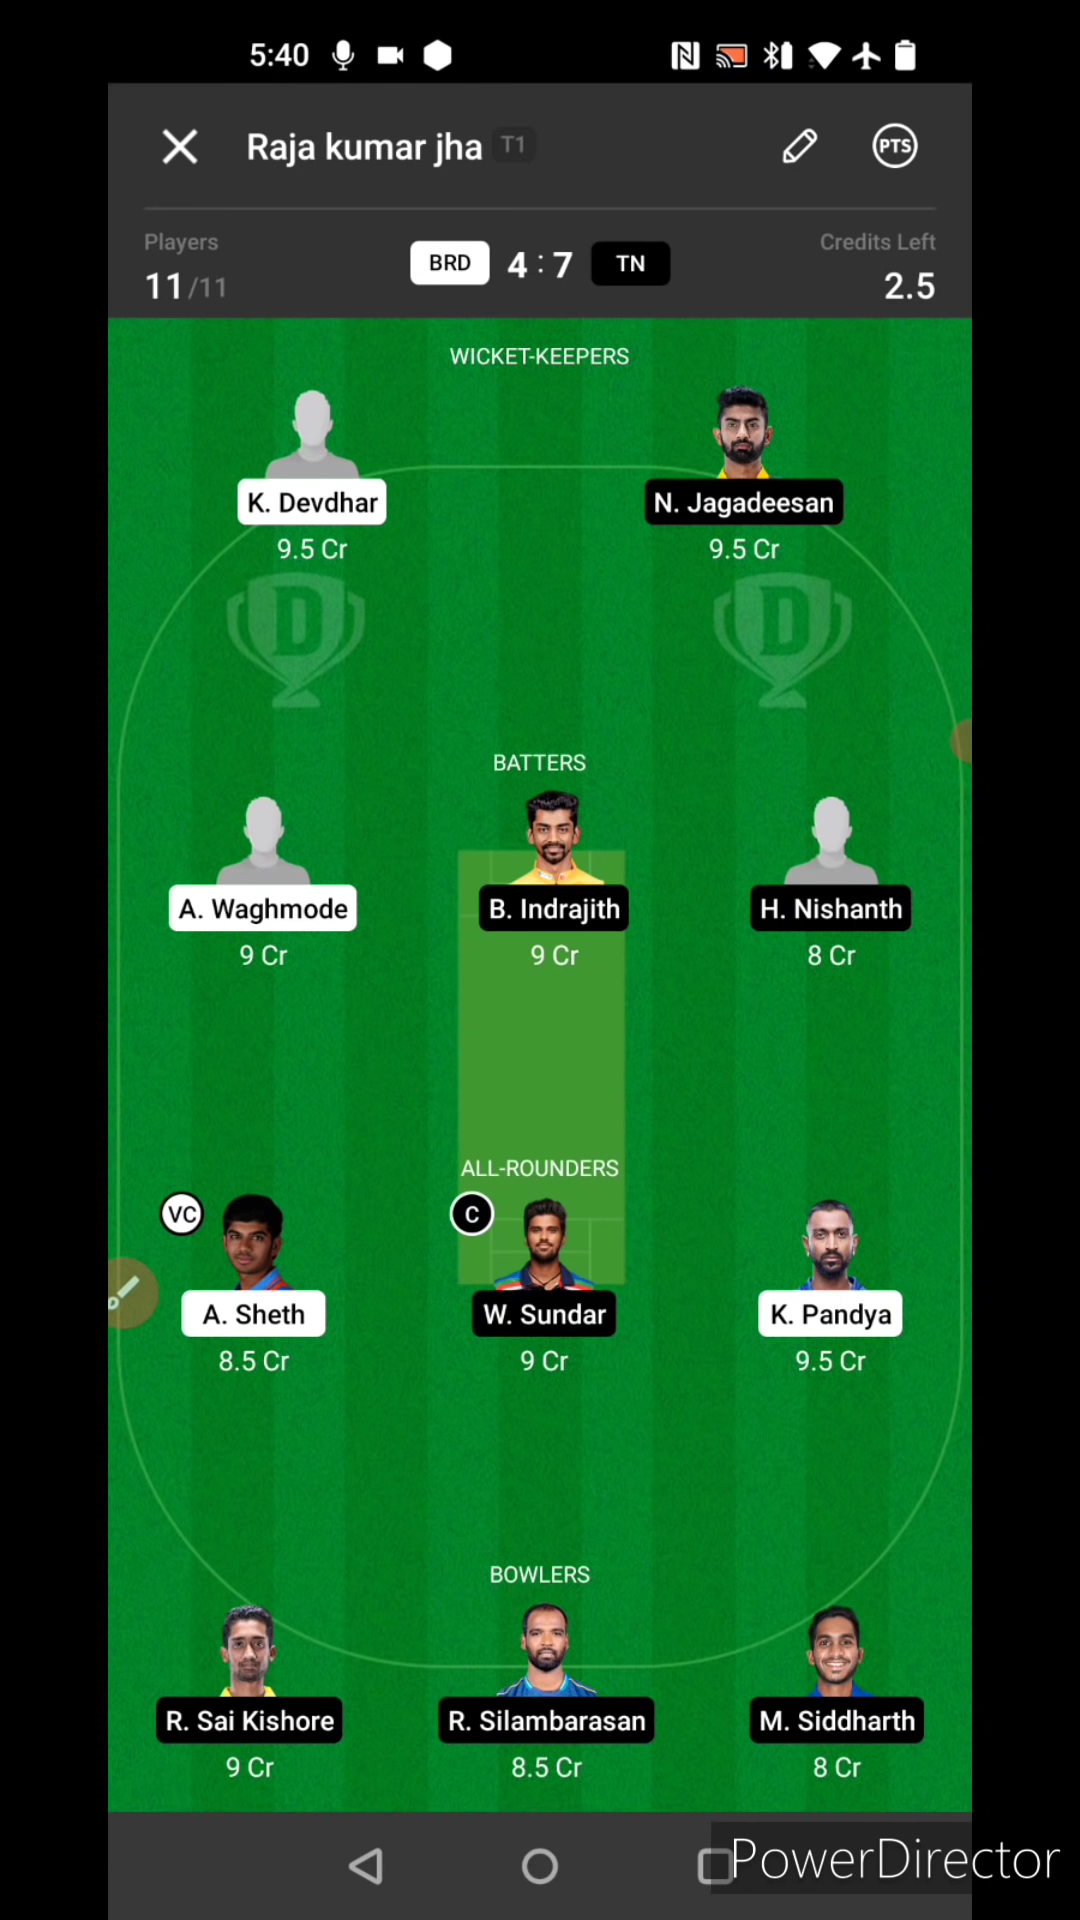 5:40
Raja kumar jha T1
PTS
Players
Credits Left
11/11
BRD 4 : 7 TN
2.5
WICKET-KEEPERS
K. Devdhar N. Jagadeesan
9.5 Cr 9.5 Cr
D D
BATTERS
A. Waghmode B. Indrajith H. Nishanth
9 Cr 9 Cr 8 Cr
ALL-ROUNDERS
VC C
A. Sheth W. Sundar K. Pandya
8.5 Cr 9 Cr 9.5 Cr
BOWLERS
R. Sai Kishore R. Silambarasan M. Siddharth
9 Cr 8.5 Cr 8 Cr
PowerDirector